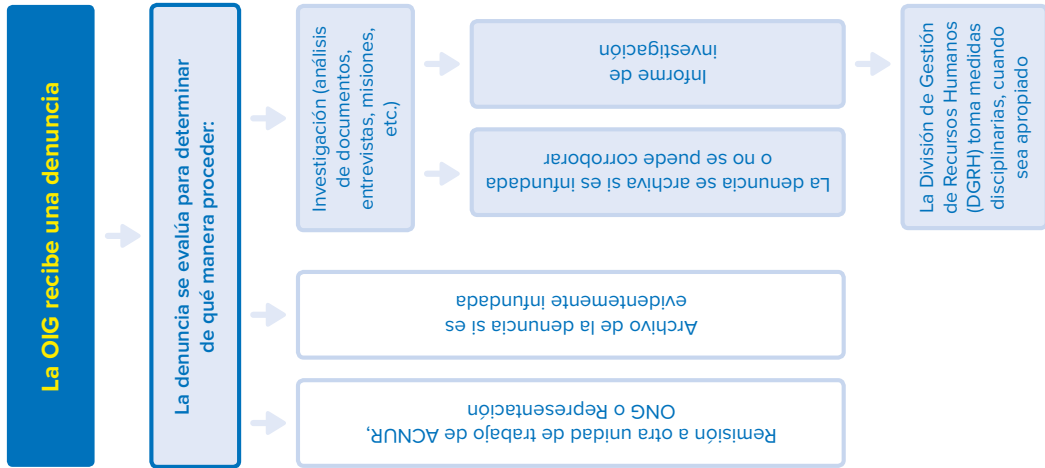 La OIG recibe una denuncia
La denuncia se evalúa para determinar
de qué manera proceder:
Investigación (análisis
de documentos,
entrevistas, misiones,
etc.)
Informe de
investigación
La División de Gestión
de Recursos Humanos
(DGRH) toma medidas
disciplinarias, cuando
sea apropiado
La denuncia se archiva si es infundada
o no se puede corroborar
Archivo de la denuncia si es
evidentemente infundada
Remisión a otra unidad de trabajo de ACNUR,
ONG o Representación